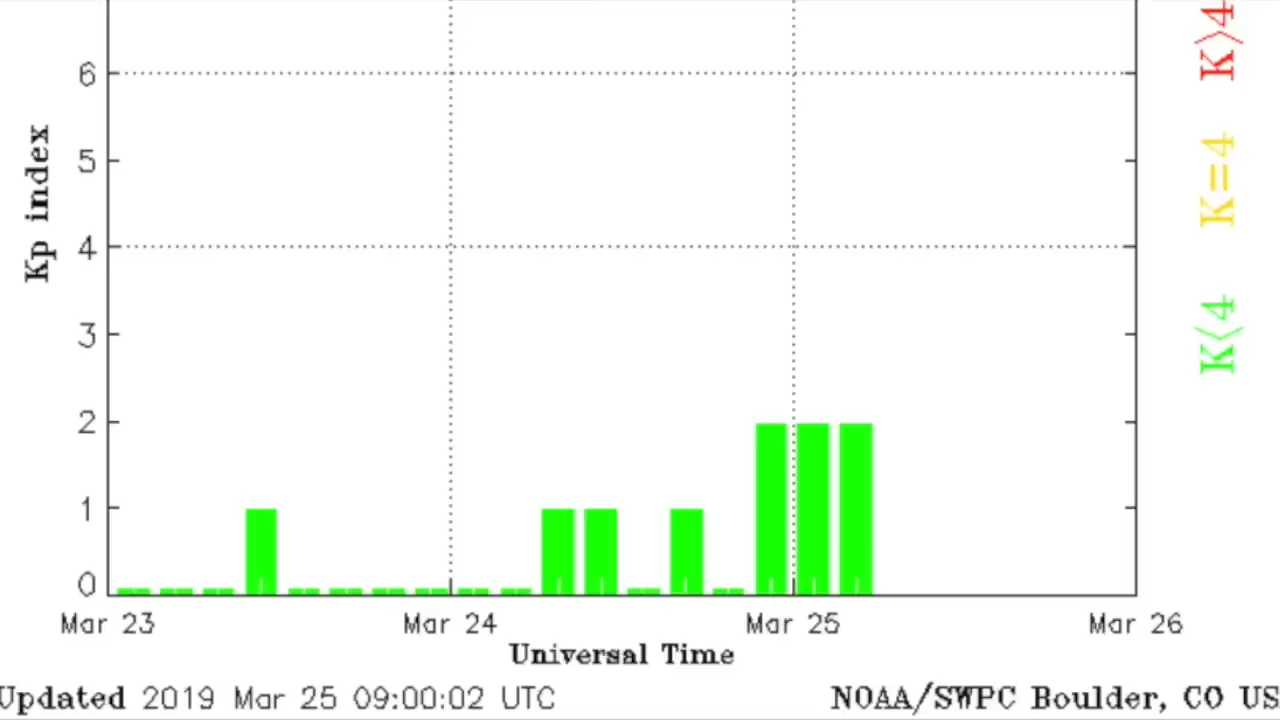 K>4
6
5
Kp index
K=4
4
3
K<4
2
1
0
Mar 23 Mar 24 Mar 25 Mar 26
Universal Time
Updated 2019 Mar 25 09:00:02 UTC NOAA/SWPC Boulder, CO US